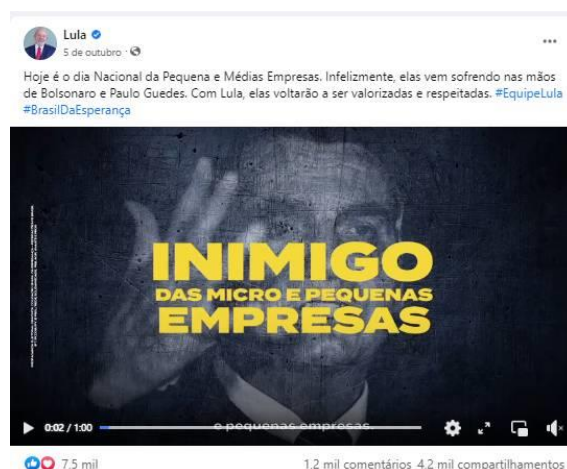 Lula
5 de outubro ·
Hoje é o dia Nacional da Pequena e Médias Empresas. Infelizmente, elas vem sofrendo nas mãos
de Bolsonaro e Paulo Guedes. Com Lula, elas voltarão a ser valorizadas e respeitadas. #EquipeLula
#BrasilDaEsperança
INIMIGO
DAS MICRO E PEQUENAS
EMPRESAS
e pequenas empresas.
0:02 / 1:00
7,5 mil
1,2 mil comentários 4,2 mil compartilhamentos